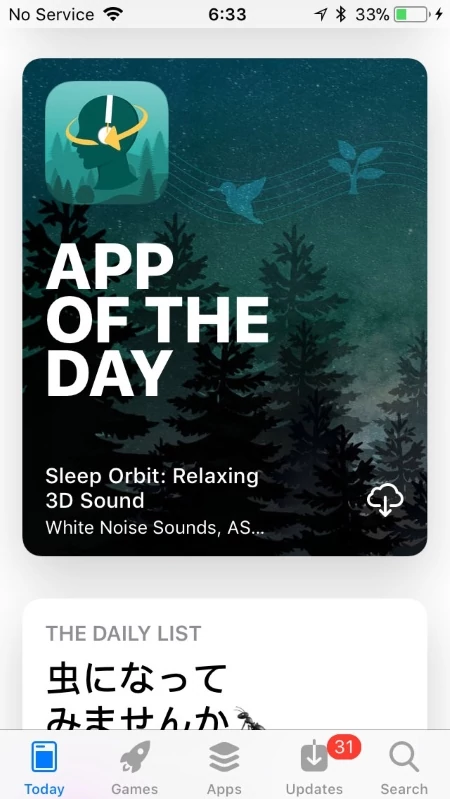 No Service 6:33 33%
APP
OF THE
DAY
Sleep Orbit: Relaxing
3D Sound
White Noise Sounds, AS...
THE DAILY LIST
虫になって
みませんか
31
Today Games Apps Updates Search